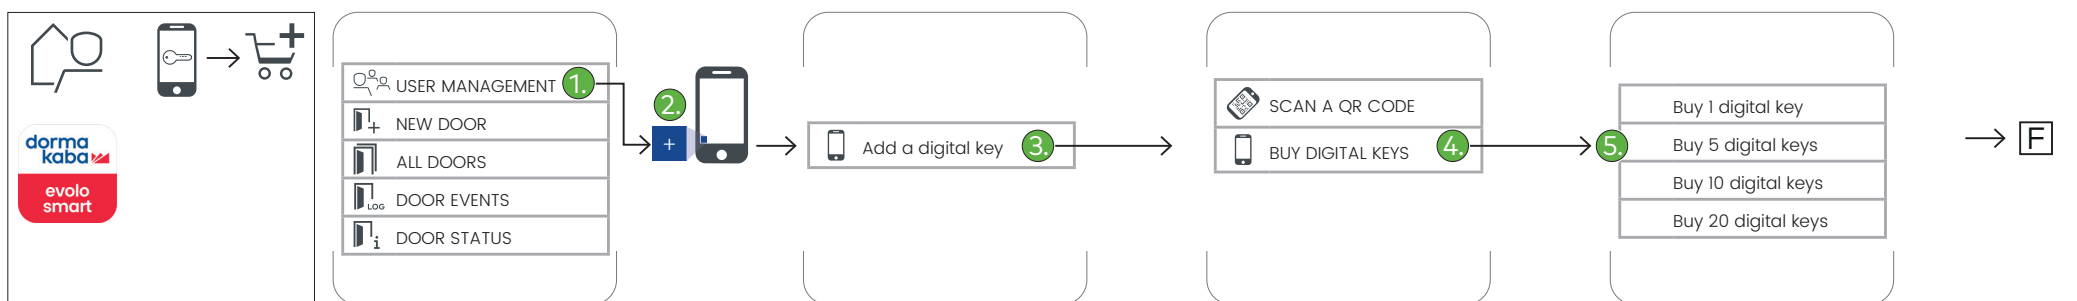 dorma
kaba
evolo
smart
USER MANAGEMENT 1.
NEW DOOR
ALL DOORS
LOG DOOR EVENTS
i DOOR STATUS
2.
+
Add a digital key 3.
SCAN A QR CODE
BUY DIGITAL KEYS 4.
5.
Buy 1 digital key
Buy 5 digital keys
Buy 10 digital keys
Buy 20 digital keys
F